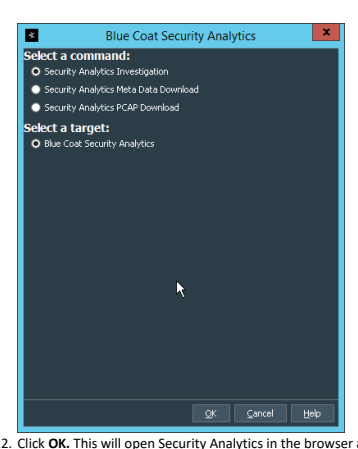 Blue Coat Security Analytics
x
Select a command:
Security Analytics Investigation
Security Analytics Meta Data Download
Security Analytics PCAP Download
Select a target:
Blue Coat Security Analytics
OK Cancel Help
2. Click OK. This will open Security Analytics in the browser a